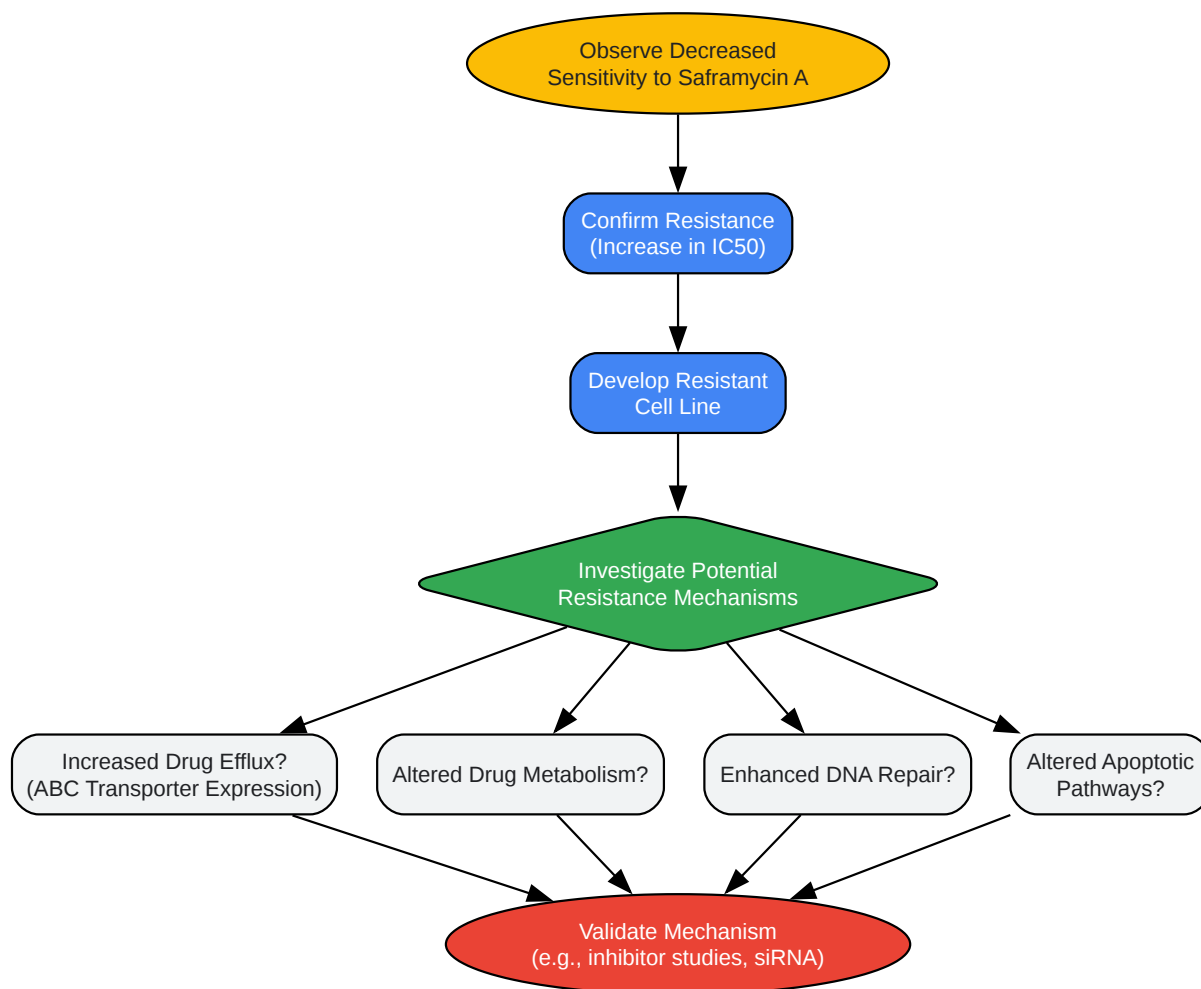 Observe Decreased
Sensitivity to Saframycin A
Confirm Resistance
(Increase in IC50)
Develop Resistant
Cell Line
Investigate Potential
Resistance Mechanisms
Increased Drug Efflux?
(ABC Transporter Expression)
Altered Drug Metabolism?
Enhanced DNA Repair?
Altered Apoptotic
Pathways?
Validate Mechanism
(e.g., inhibitor studies, siRNA)